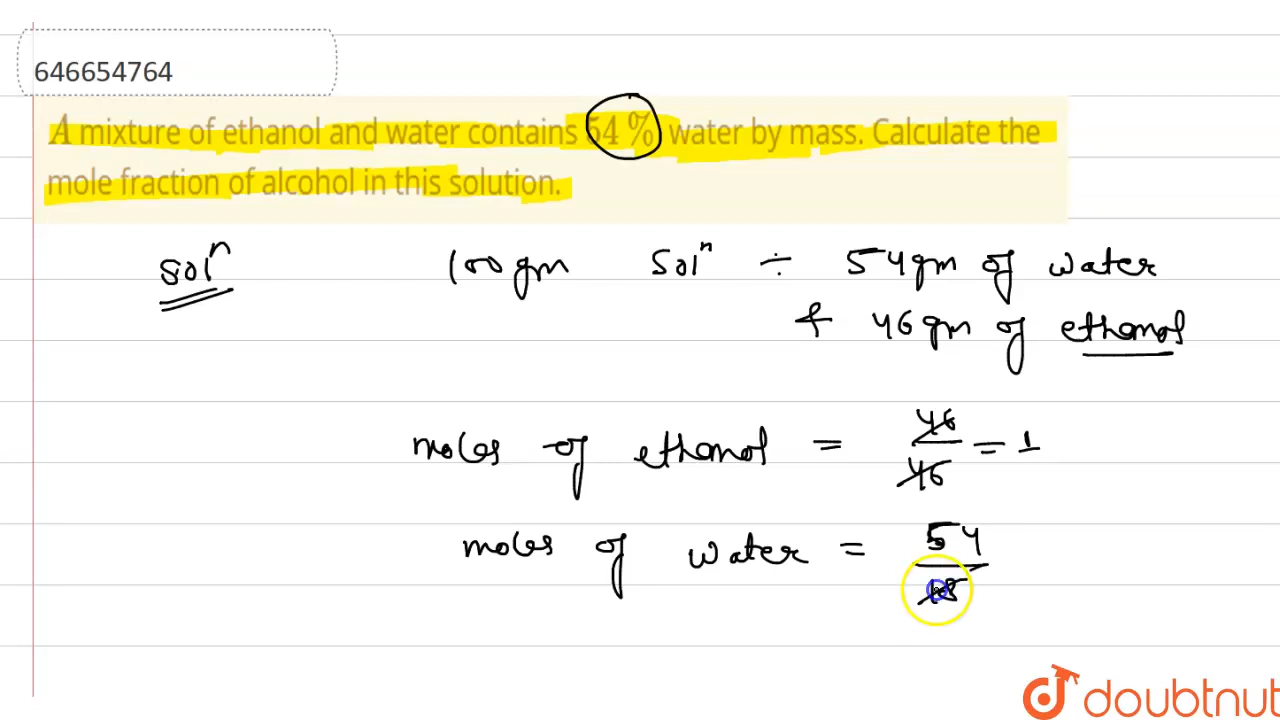 646654764
A mixture of ethanol and water contains 54 % water by mass. Calculate the
mole fraction of alcohol in this solution.
Solⁿ 100 gm Solⁿ ÷ 54gm of water
& 46 gm of ethanol
moles of ethanol = 46/46 = 1
moles of water = 54/18
doubtnut